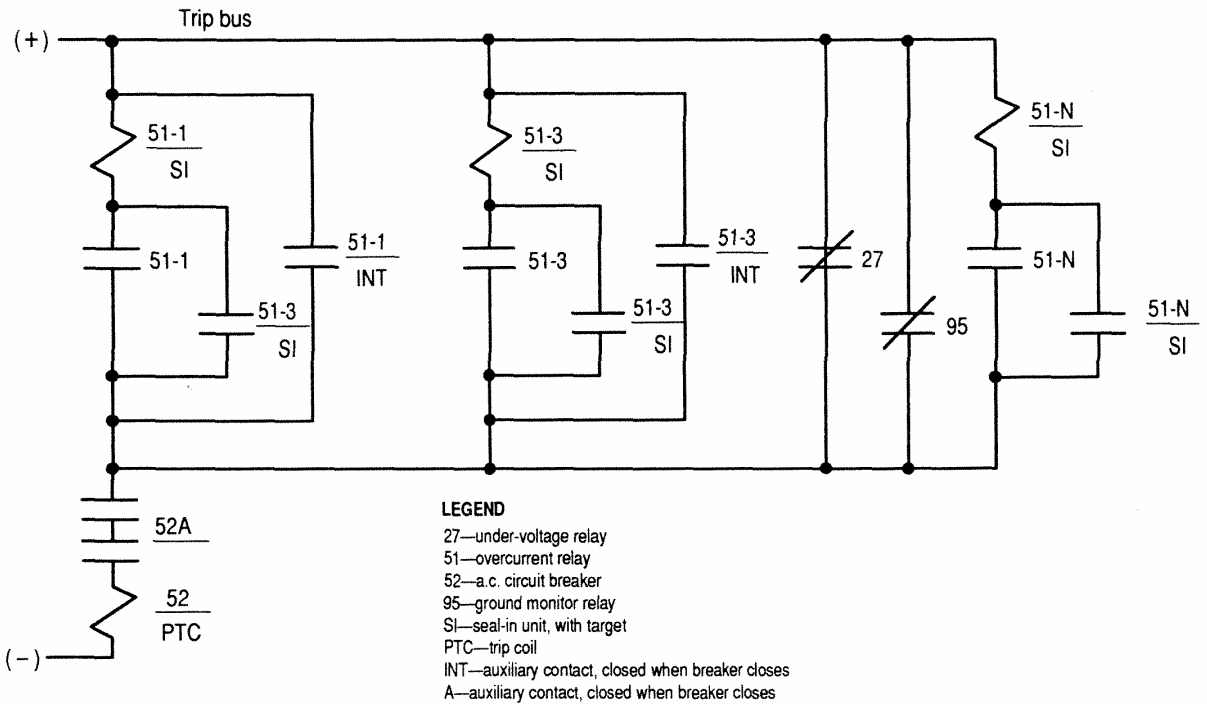 Trip bus
(+)
51-1
SI
51-3
SI
51-N
SI
51-1
51-1
INT
51-3
51-3
INT
27
51-N
51-3
SI
51-3
SI
95
51-N
SI
52A
52
PTC
(−)
LEGEND
27—under-voltage relay
51—overcurrent relay
52—a.c. circuit breaker
95—ground monitor relay
SI—seal-in unit, with target
PTC—trip coil
INT—auxiliary contact, closed when breaker closes
A—auxiliary contact, closed when breaker closes